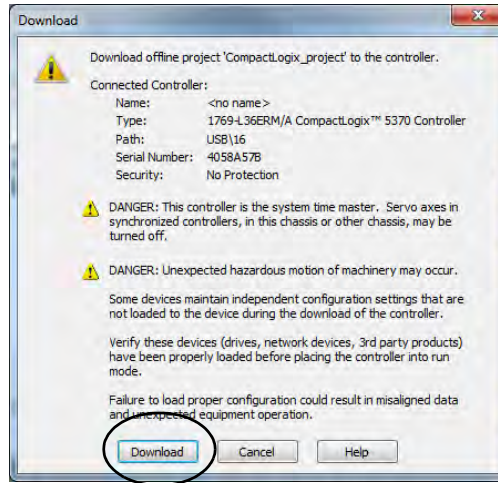 Download
Download offline project 'CompactLogix_project' to the controller.
Connected Controller:
Name: <no name>
Type: 1769-L36ERM/A CompactLogix™ 5370 Controller
Path: USB\16
Serial Number: 4058A57B
Security: No Protection
DANGER: This controller is the system time master. Servo axes in
synchronized controllers, in this chassis or other chassis, may be
turned off.
DANGER: Unexpected hazardous motion of machinery may occur.
Some devices maintain independent configuration settings that are
not loaded to the device during the download of the controller.
Verify these devices (drives, network devices, 3rd party products)
have been properly loaded before placing the controller into run
mode.
Failure to load proper configuration could result in misaligned data
and unexpected equipment operation.
Download Cancel Help